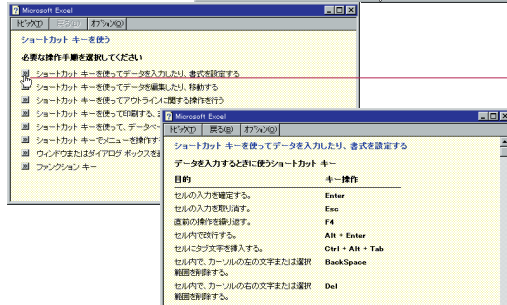 Microsoft Excel
ﾄﾋﾟｯｸ(T) 戻る(B) ｵﾌﾟｼｮﾝ(O)
ショートカット キーを使う
必要な操作手順を選択してください
ショートカット キーを使ってデータを入力したり、書式を設定する
ショートカット キーを使ってデータを編集したり、移動する
ショートカット キーを使ってアウトラインに関する操作を行う
ショートカット キーを使って印刷する、
ショートカット キーを使って、データベー
ショートカット キーでメニューを操作す
ウィンドウまたはダイアログ ボックスを
ファンクション キー
Microsoft Excel
ﾄﾋﾟｯｸ(T) 戻る(B) ｵﾌﾟｼｮﾝ(O)
ショートカット キーを使ってデータを入力したり、書式を設定する
データを入力するときに使うショートカット キー
目的 キー操作
セルの入力を確定する。 Enter
セルの入力を取り消す。 Esc
直前の操作を繰り返す。 F4
セル内で改行する。 Alt + Enter
セルにタブ文字を挿入する。 Ctrl + Alt + Tab
セル内で、カーソルの左の文字または選択 BackSpace
範囲を削除する。
セル内で、カーソルの右の文字または選択 Del
範囲を削除する。